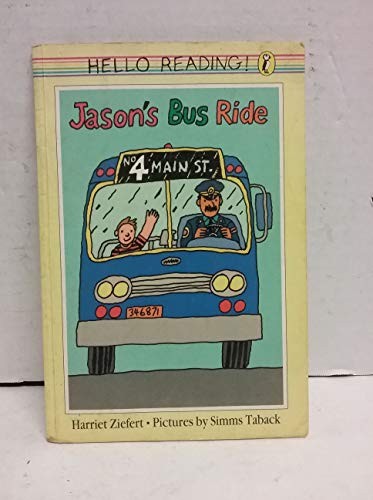 HELLO READING!
Jason's Bus Ride
No 4 MAIN ST.
346871
Harriet Ziefert • Pictures by Simms Taback